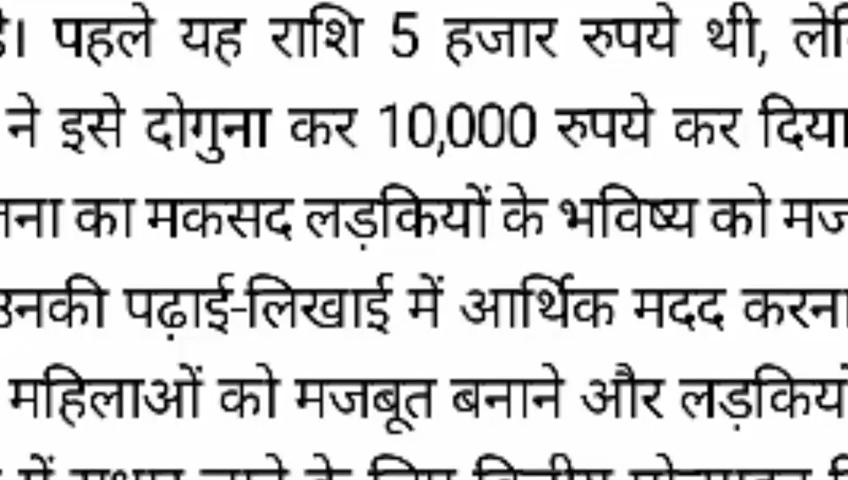 है। पहले यह राशि 5 हजार रुपये थी,
ने इसे दोगुना कर 10,000 रुपये कर दिया
का मकसद लड़कियों के भविष्य को
उनकी पढ़ाई-लिखाई में आर्थिक मदद करना
महिलाओं को मजबूत बनाने और
में